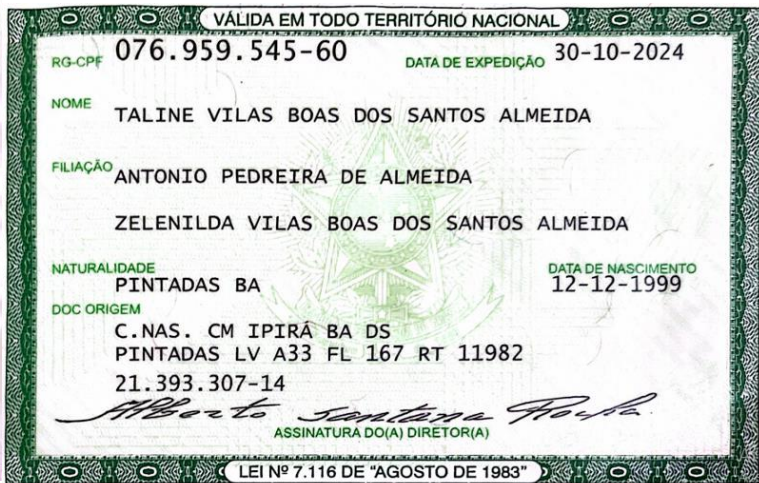 VÁLIDA EM TODO TERRITÓRIO NACIONAL
RG-CPF 076.959.545-60 DATA DE EXPEDIÇÃO 30-10-2024
NOME TALINE VILAS BOAS DOS SANTOS ALMEIDA
FILIAÇÃO ANTONIO PEDREIRA DE ALMEIDA
ZELENILDA VILAS BOAS DOS SANTOS ALMEIDA
NATURALIDADE DATA DE NASCIMENTO
PINTADAS BA 12-12-1999
DOC ORIGEM
C.NAS. CM IPIRÁ BA DS
PINTADAS LV A33 FL 167 RT 11982
21.393.307-14
Alberto Santana Rocha
ASSINATURA DO(A) DIRETOR(A)
LEI Nº 7.116 DE "AGOSTO DE 1983"